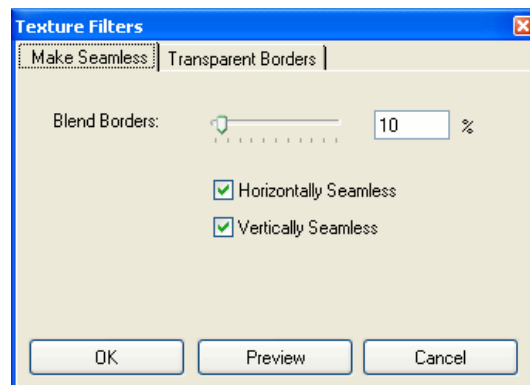 Texture Filters
Make Seamless Transparent Borders
Blend Borders: 10 %
Horizontally Seamless
Vertically Seamless
OK Preview Cancel